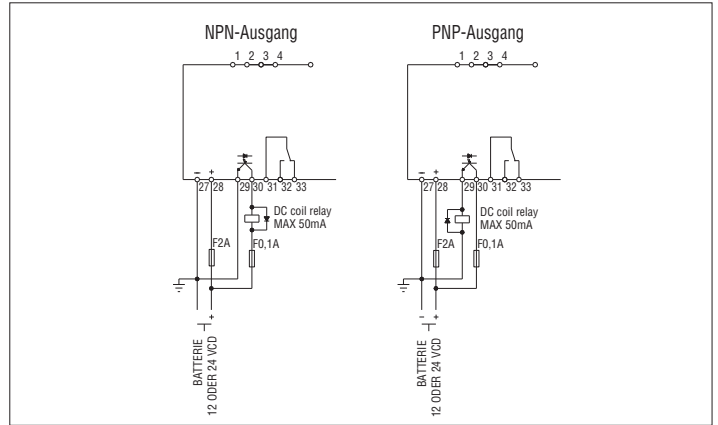 NPN-Ausgang
1 2 3 4
– +
27 28 29 30 31 32 33
DC coil relay
MAX 50mA
F2A F0,1A
– +
BATTERIE
12 ODER 24 VCD
PNP-Ausgang
1 2 3 4
– +
27 28 29 30 31 32 33
DC coil relay
MAX 50mA
F2A F0,1A
– +
BATTERIE
12 ODER 24 VCD